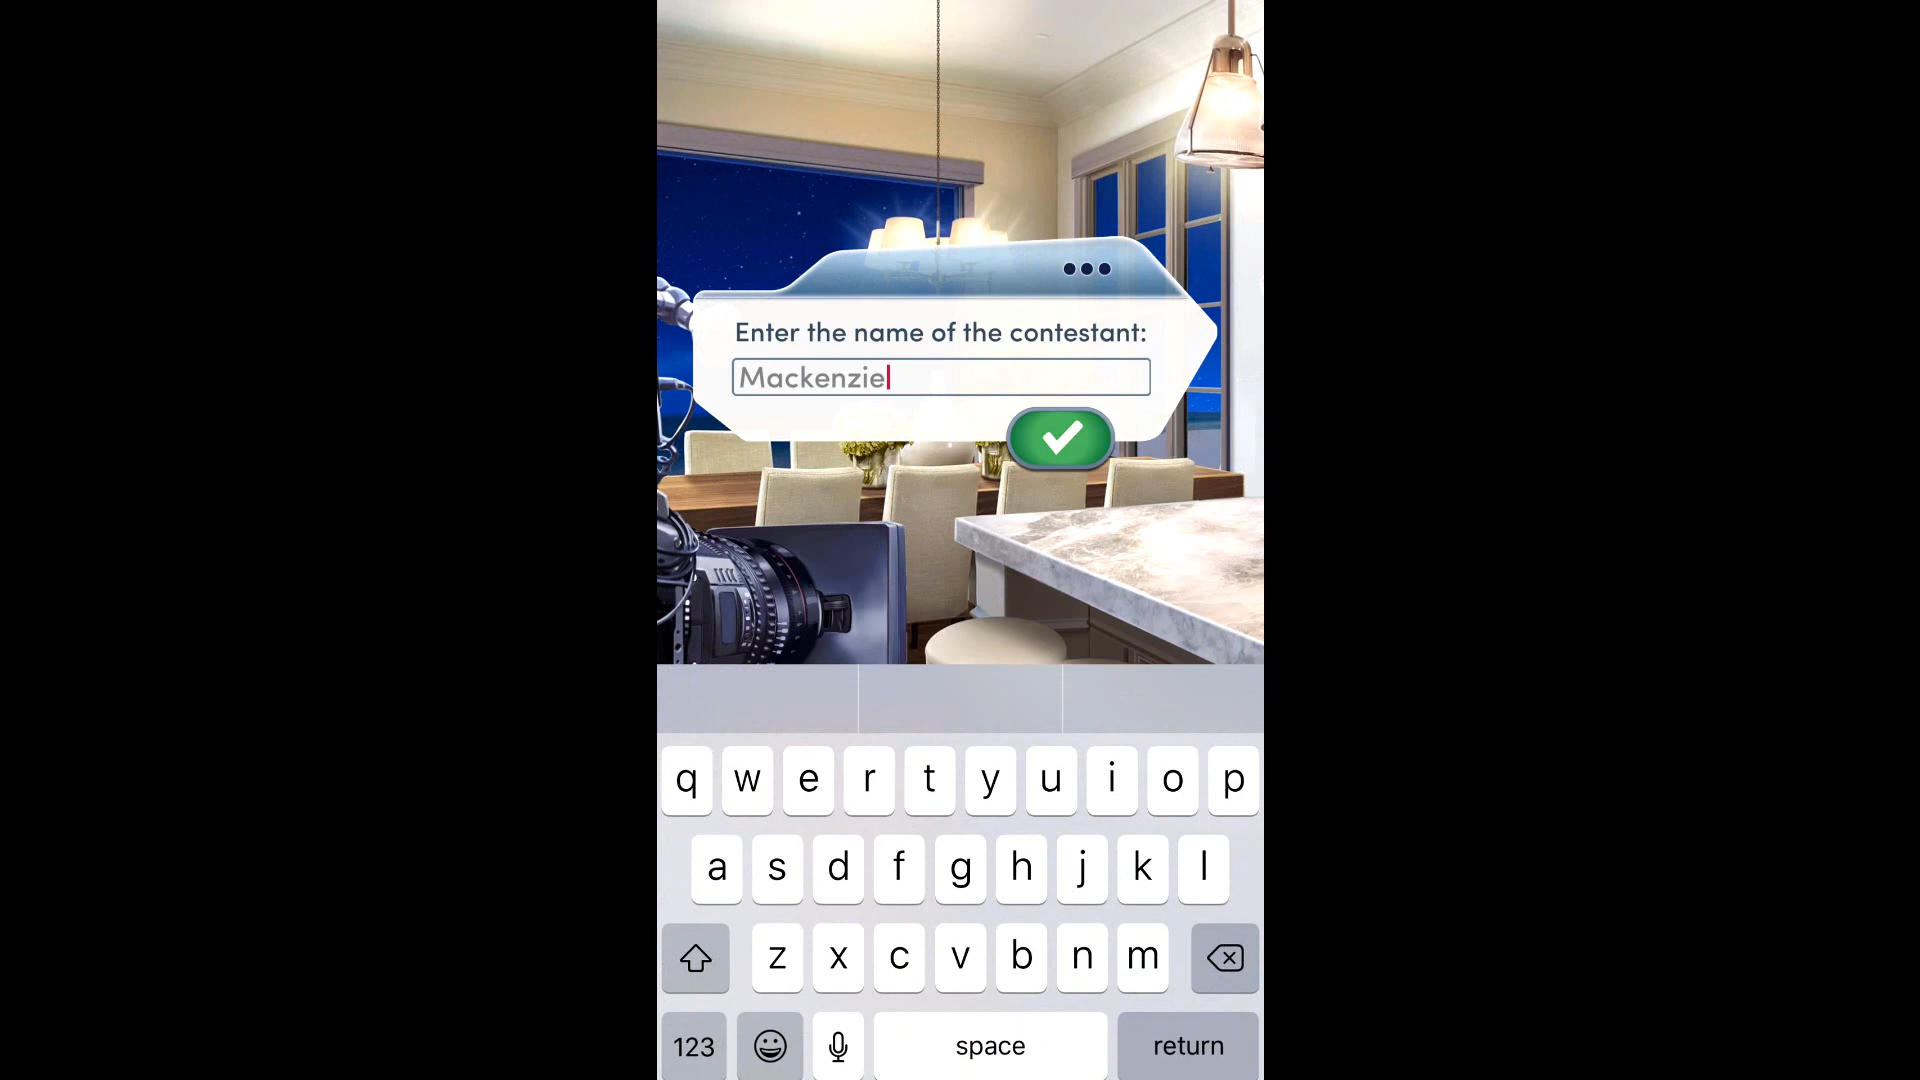 Enter the name of the contestant:
Mackenzie
q w e r t y u i o p
a s d f g h j k l
z x c v b n m
123 space return